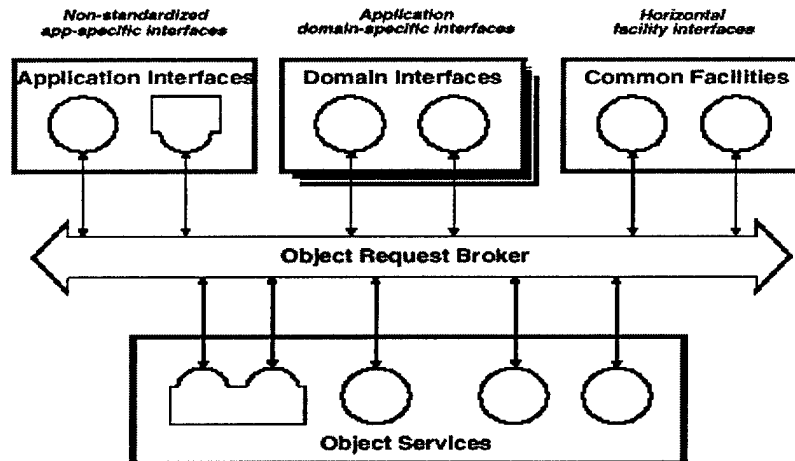 Non-standardized
app-specific interfaces
Application
domain-specific interfaces
Horizontal
facility interfaces
Application Interfaces
Domain Interfaces
Common Facilities
Object Request Broker
Object Services